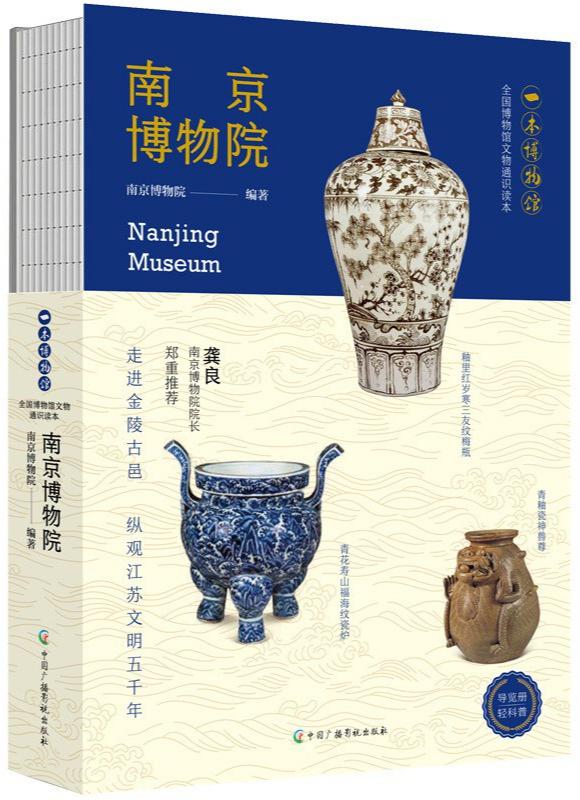 南京
博物院
南京博物院 编著
Nanjing
Museum
一本博物馆
全国博物馆文物通识读本
釉里红岁寒三友纹梅瓶
龚良
南京博物院院长
郑重推荐
走进金陵古邑 纵观江苏文明五千年
青花寿山福海纹瓷炉
青釉瓷神兽尊
导览册
轻科普
中国广播影视出版社
一本博物馆
全国博物馆文物
通识读本
南京博物院
南京博物院 编著
中国广播影视出版社